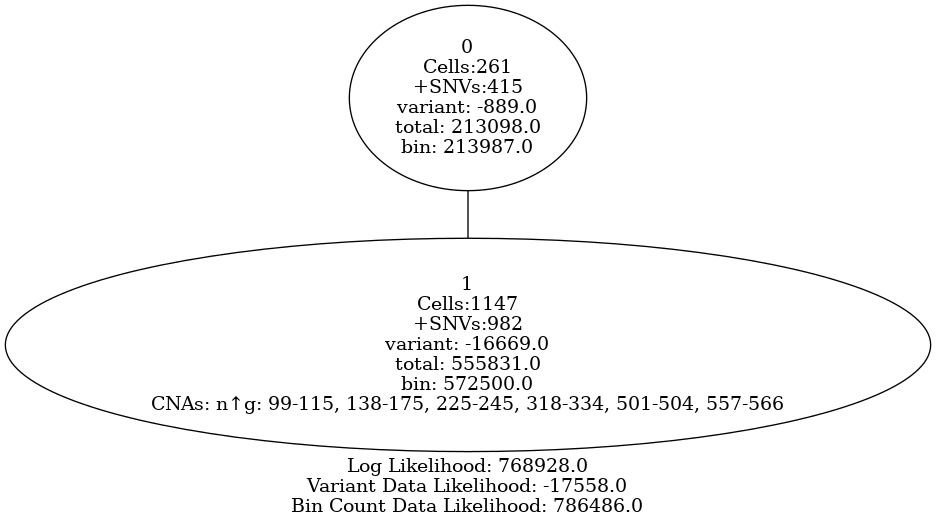 0
Cells:261
+SNVs:415
variant: -889.0
total: 213098.0
bin: 213987.0
1
Cells:1147
+SNVs:982
variant: -16669.0
total: 555831.0
bin: 572500.0
CNAs: n↑g: 99-115, 138-175, 225-245, 318-334, 501-504, 557-566
Log Likelihood: 768928.0
Variant Data Likelihood: -17558.0
Bin Count Data Likelihood: 786486.0